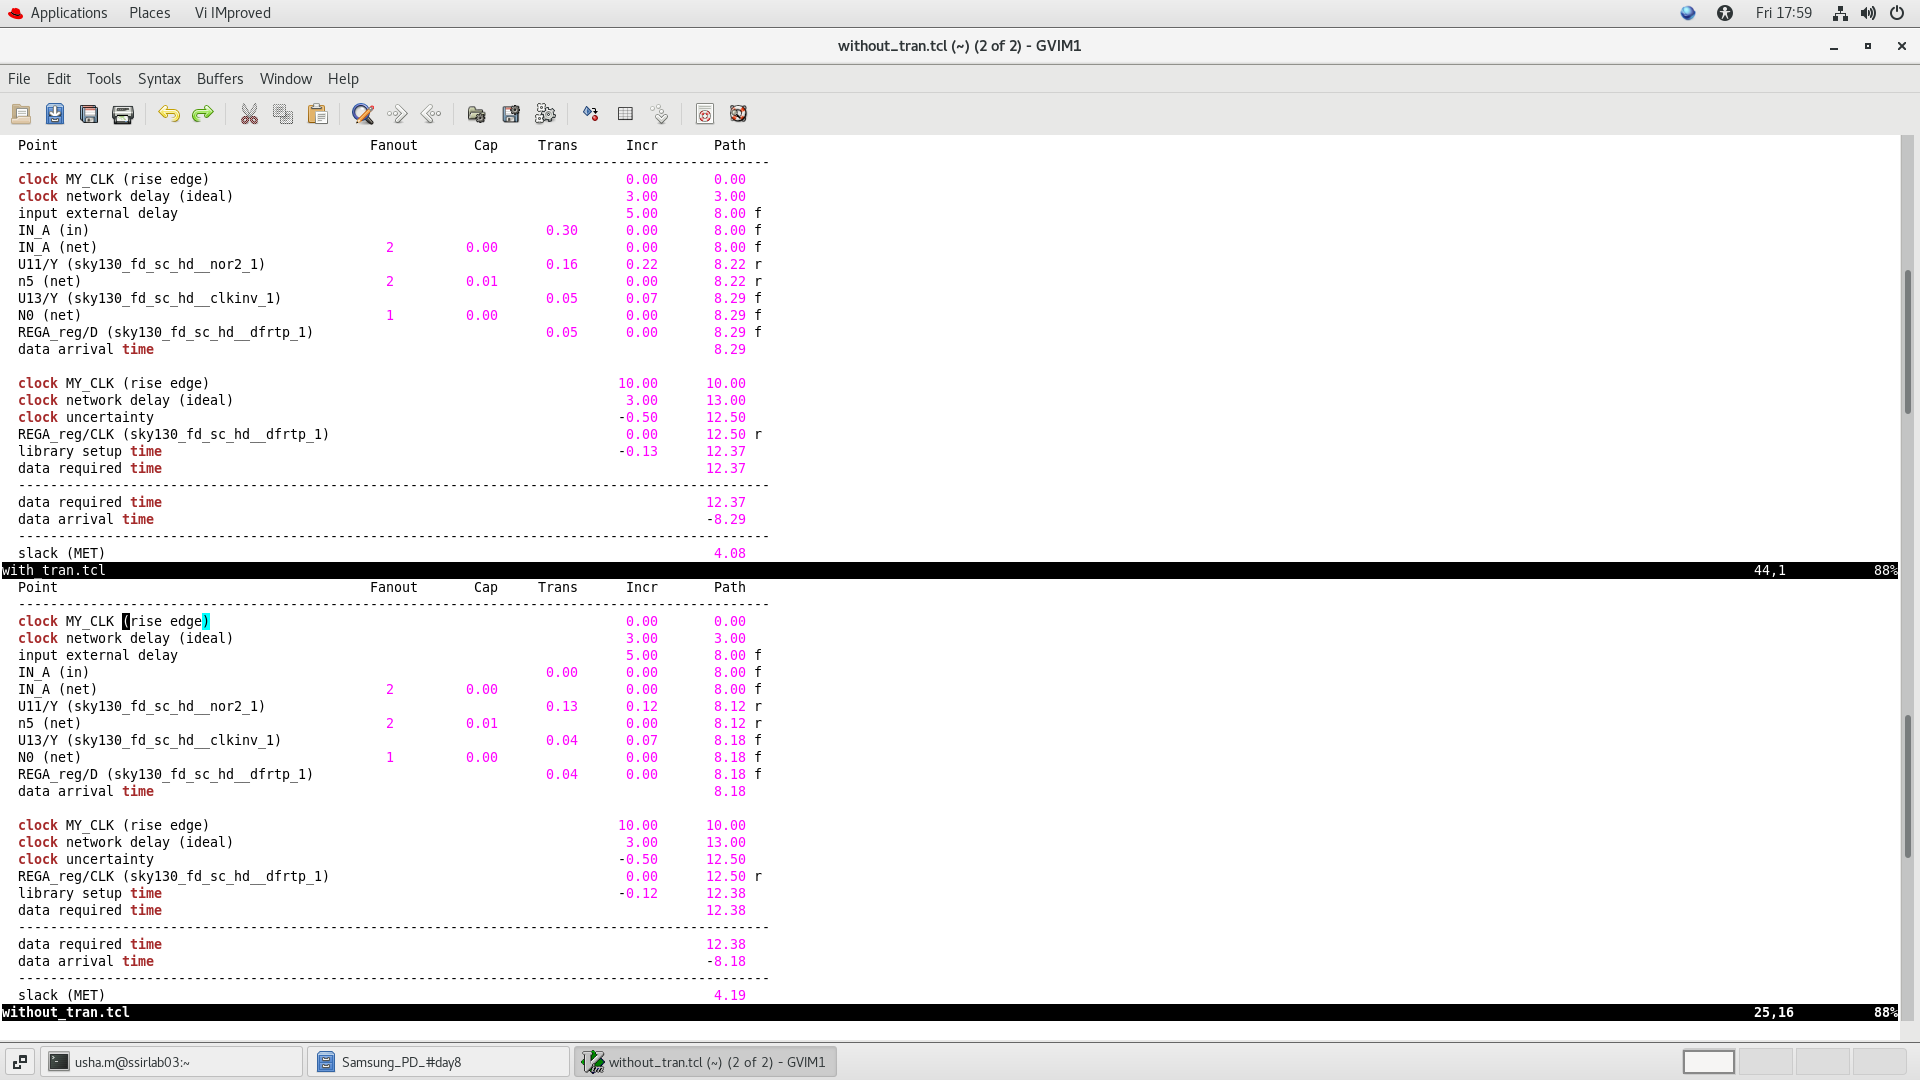 Applications Places Vi IMproved Fri 17:59
without_tran.tcl (~) (2 of 2) - GVIM1
File Edit Tools Syntax Buffers Window Help
Point Fanout Cap Trans Incr Path
----------------------------------------------------------------------------------------------
clock MY_CLK (rise edge) 0.00 0.00
clock network delay (ideal) 3.00 3.00
input external delay 5.00 8.00 f
IN_A (in) 0.30 0.00 8.00 f
IN_A (net) 2 0.00 0.00 8.00 f
U11/Y (sky130_fd_sc_hd__nor2_1) 0.16 0.22 8.22 r
n5 (net) 2 0.01 0.00 8.22 r
U13/Y (sky130_fd_sc_hd__clkinv_1) 0.05 0.07 8.29 f
N0 (net) 1 0.00 0.00 8.29 f
REGA_reg/D (sky130_fd_sc_hd__dfrtp_1) 0.05 0.00 8.29 f
data arrival time 8.29
clock MY_CLK (rise edge) 10.00 10.00
clock network delay (ideal) 3.00 13.00
clock uncertainty -0.50 12.50
REGA_reg/CLK (sky130_fd_sc_hd__dfrtp_1) 0.00 12.50 r
library setup time -0.13 12.37
data required time 12.37
----------------------------------------------------------------------------------------------
data required time 12.37
data arrival time -8.29
----------------------------------------------------------------------------------------------
slack (MET) 4.08
with_tran.tcl 44,1 88%
Point Fanout Cap Trans Incr Path
----------------------------------------------------------------------------------------------
clock MY_CLK (rise edge) 0.00 0.00
clock network delay (ideal) 3.00 3.00
input external delay 5.00 8.00 f
IN_A (in) 0.00 0.00 8.00 f
IN_A (net) 2 0.00 0.00 8.00 f
U11/Y (sky130_fd_sc_hd__nor2_1) 0.13 0.12 8.12 r
n5 (net) 2 0.01 0.00 8.12 r
U13/Y (sky130_fd_sc_hd__clkinv_1) 0.04 0.07 8.18 f
N0 (net) 1 0.00 0.00 8.18 f
REGA_reg/D (sky130_fd_sc_hd__dfrtp_1) 0.04 0.00 8.18 f
data arrival time 8.18
clock MY_CLK (rise edge) 10.00 10.00
clock network delay (ideal) 3.00 13.00
clock uncertainty -0.50 12.50
REGA_reg/CLK (sky130_fd_sc_hd__dfrtp_1) 0.00 12.50 r
library setup time -0.12 12.38
data required time 12.38
----------------------------------------------------------------------------------------------
data required time 12.38
data arrival time -8.18
----------------------------------------------------------------------------------------------
slack (MET) 4.19
without_tran.tcl 25,16 88%
usha.m@ssirlab03:~ Samsung_PD_#day8 without_tran.tcl (~) (2 of 2) - GVIM1